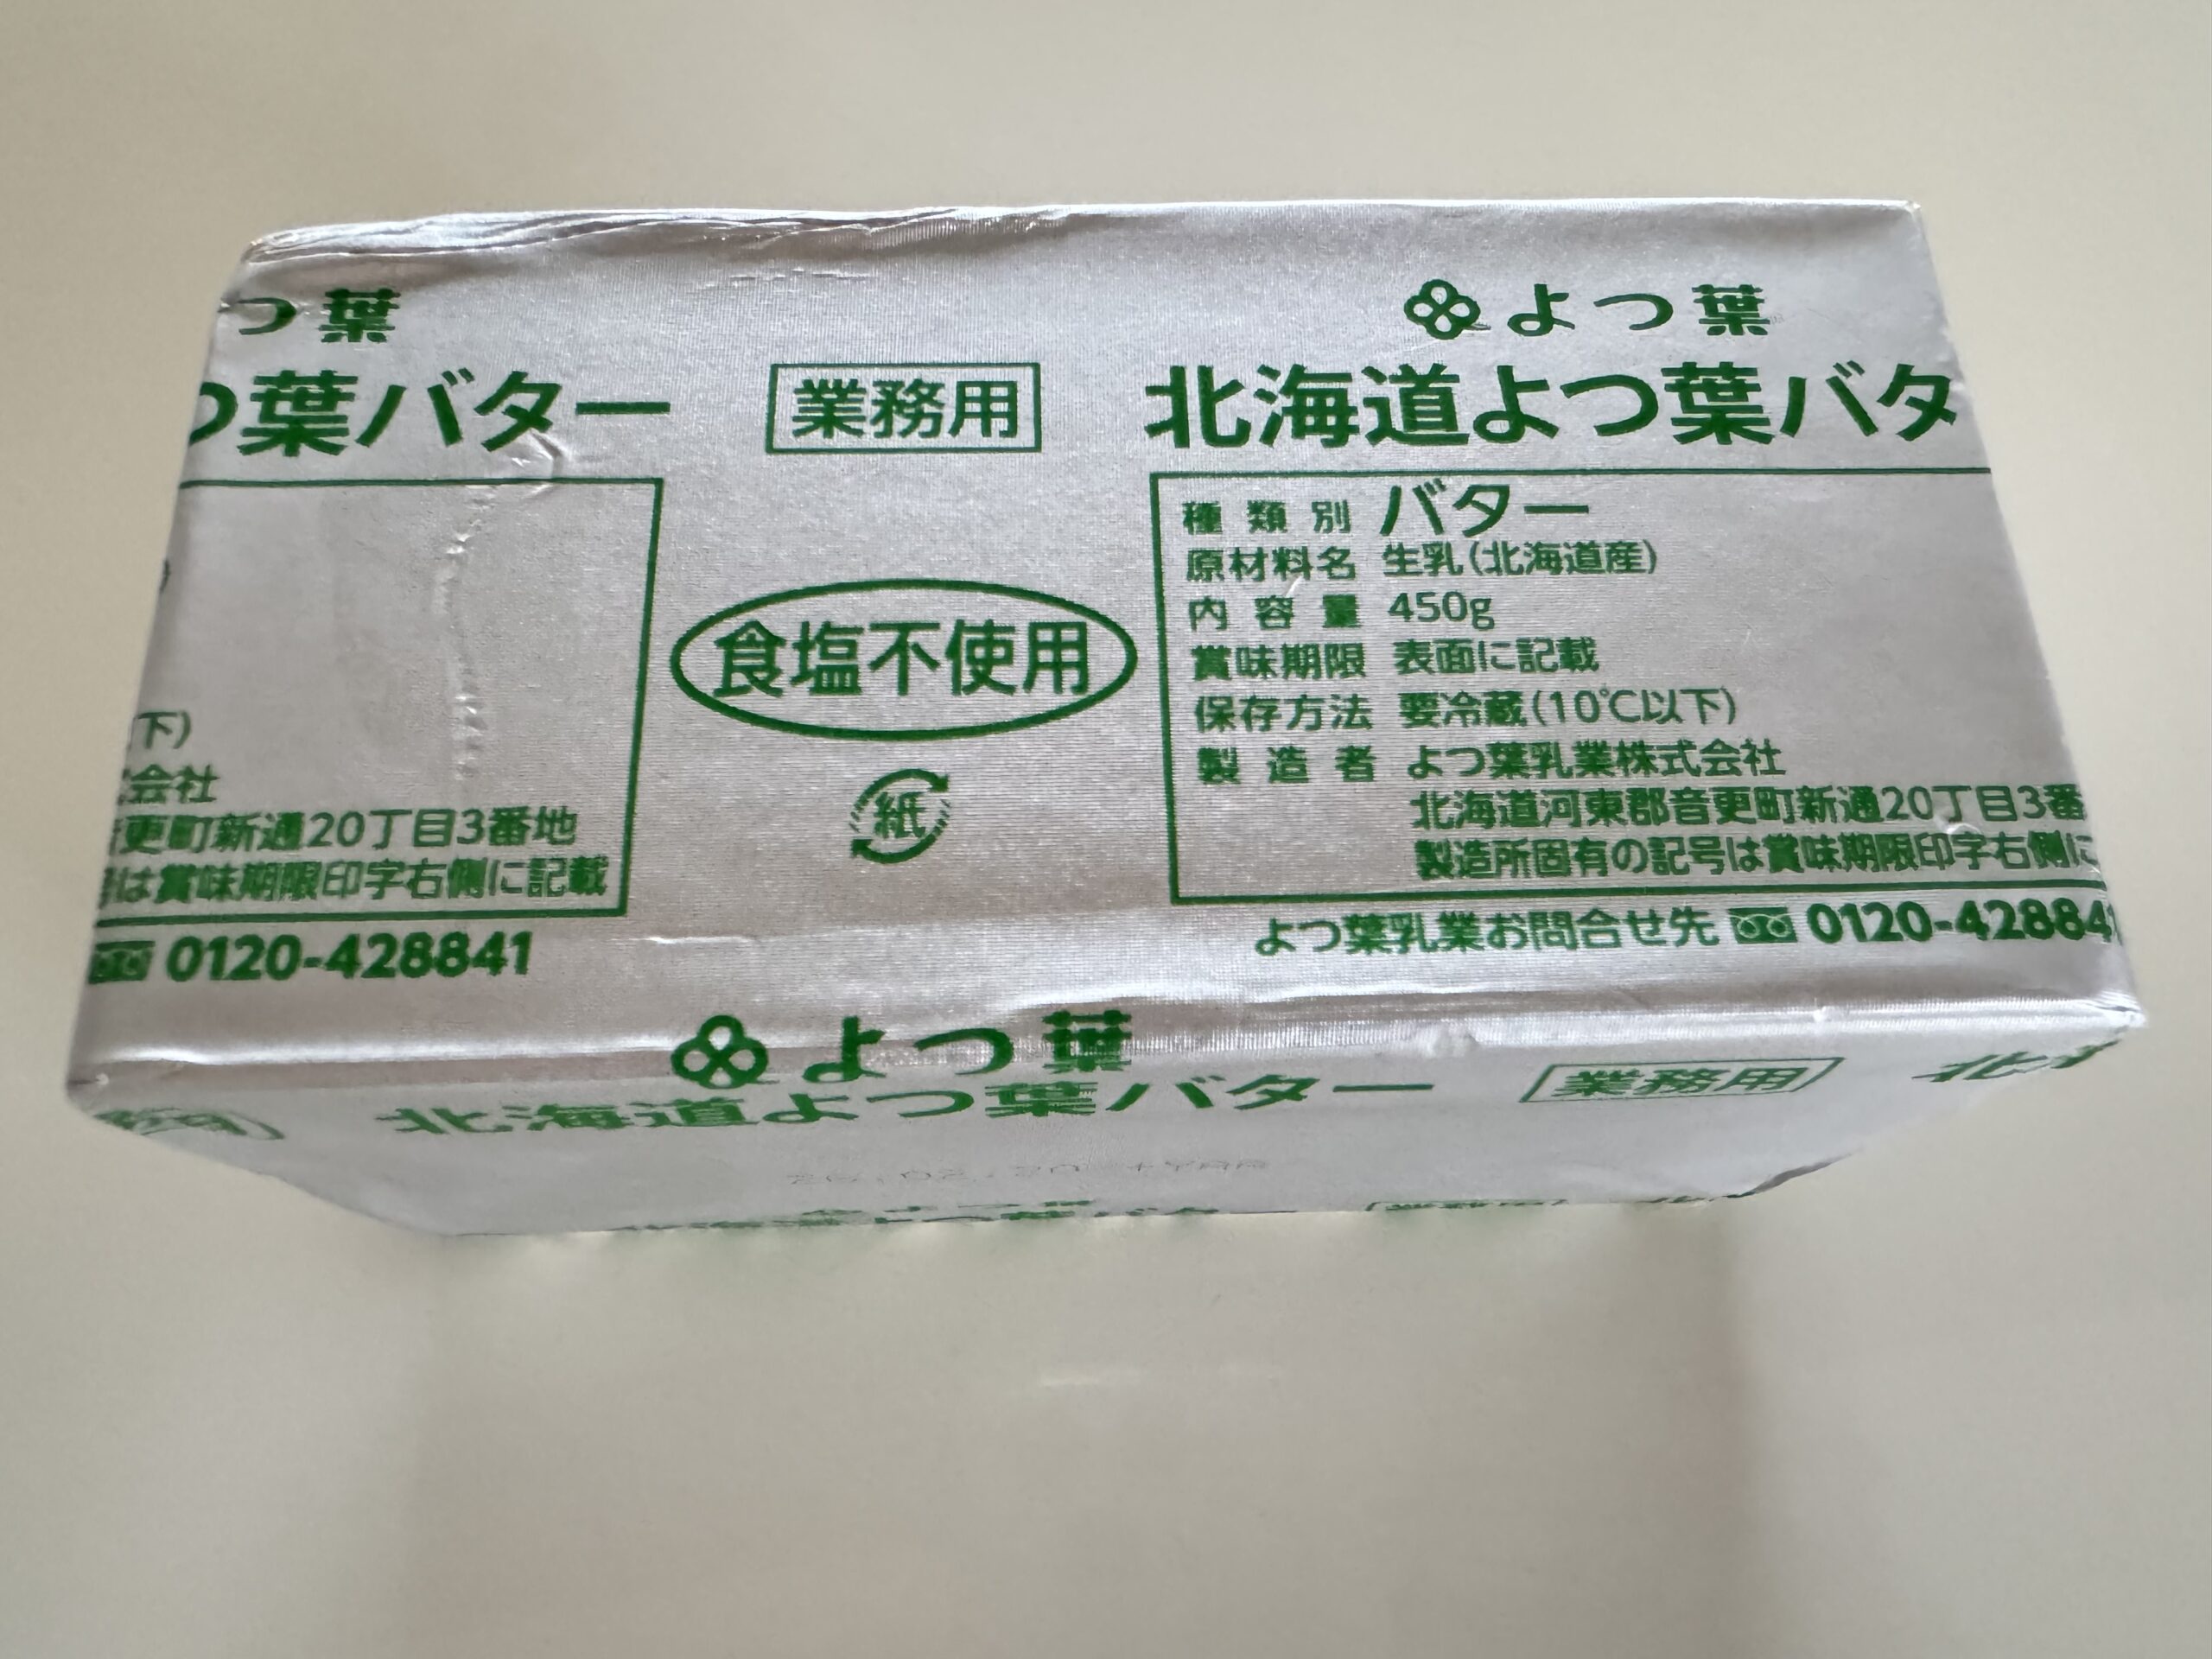 つ葉
つ葉バター
業務用
よつ葉
北海道よつ葉バタ
種類別 バター
原材料名 生乳(北海道産)
内容量 450g
賞味期限 表面に記載
保存方法 要冷蔵(10℃以下)
製造者 よつ葉乳業株式会社
北海道河東郡音更町新通20丁目3番
製造所固有の記号は賞味期限印字右側に
よつ葉乳業お問合せ先 0120-42884
食塩不使用
紙
下)
会社
更町新通20丁目3番地
は賞味期限印字右側に記載
0120-428841
よつ葉
北海道よつ葉バター
業務用
北